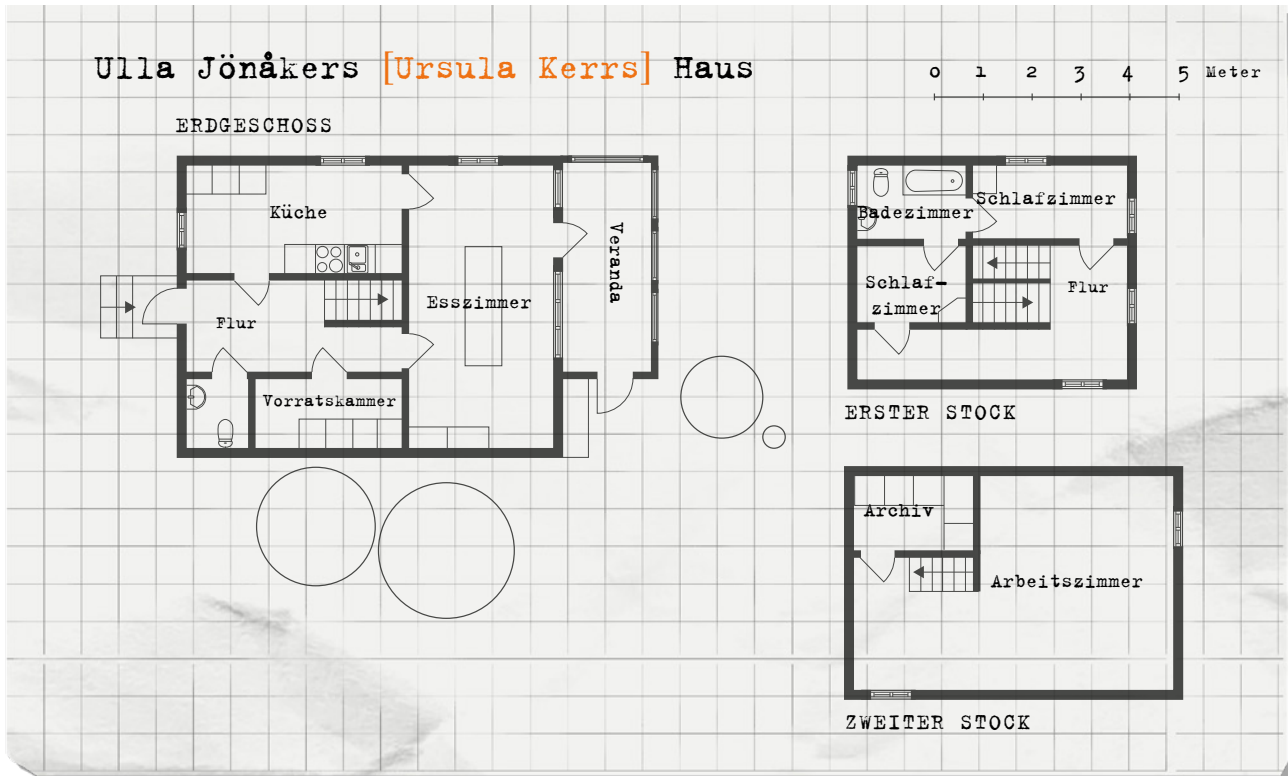 Ulla Jönåkers [Ursula Kerrs] Haus
0 1 2 3 4 5 Meter
ERDGESCHOSS
Küche
Veranda
Esszimmer
Flur
Vorratskammer
Badezimmer
Schlafzimmer
Schlaf-
zimmer
Flur
ERSTER STOCK
Archiv
Arbeitszimmer
ZWEITER STOCK